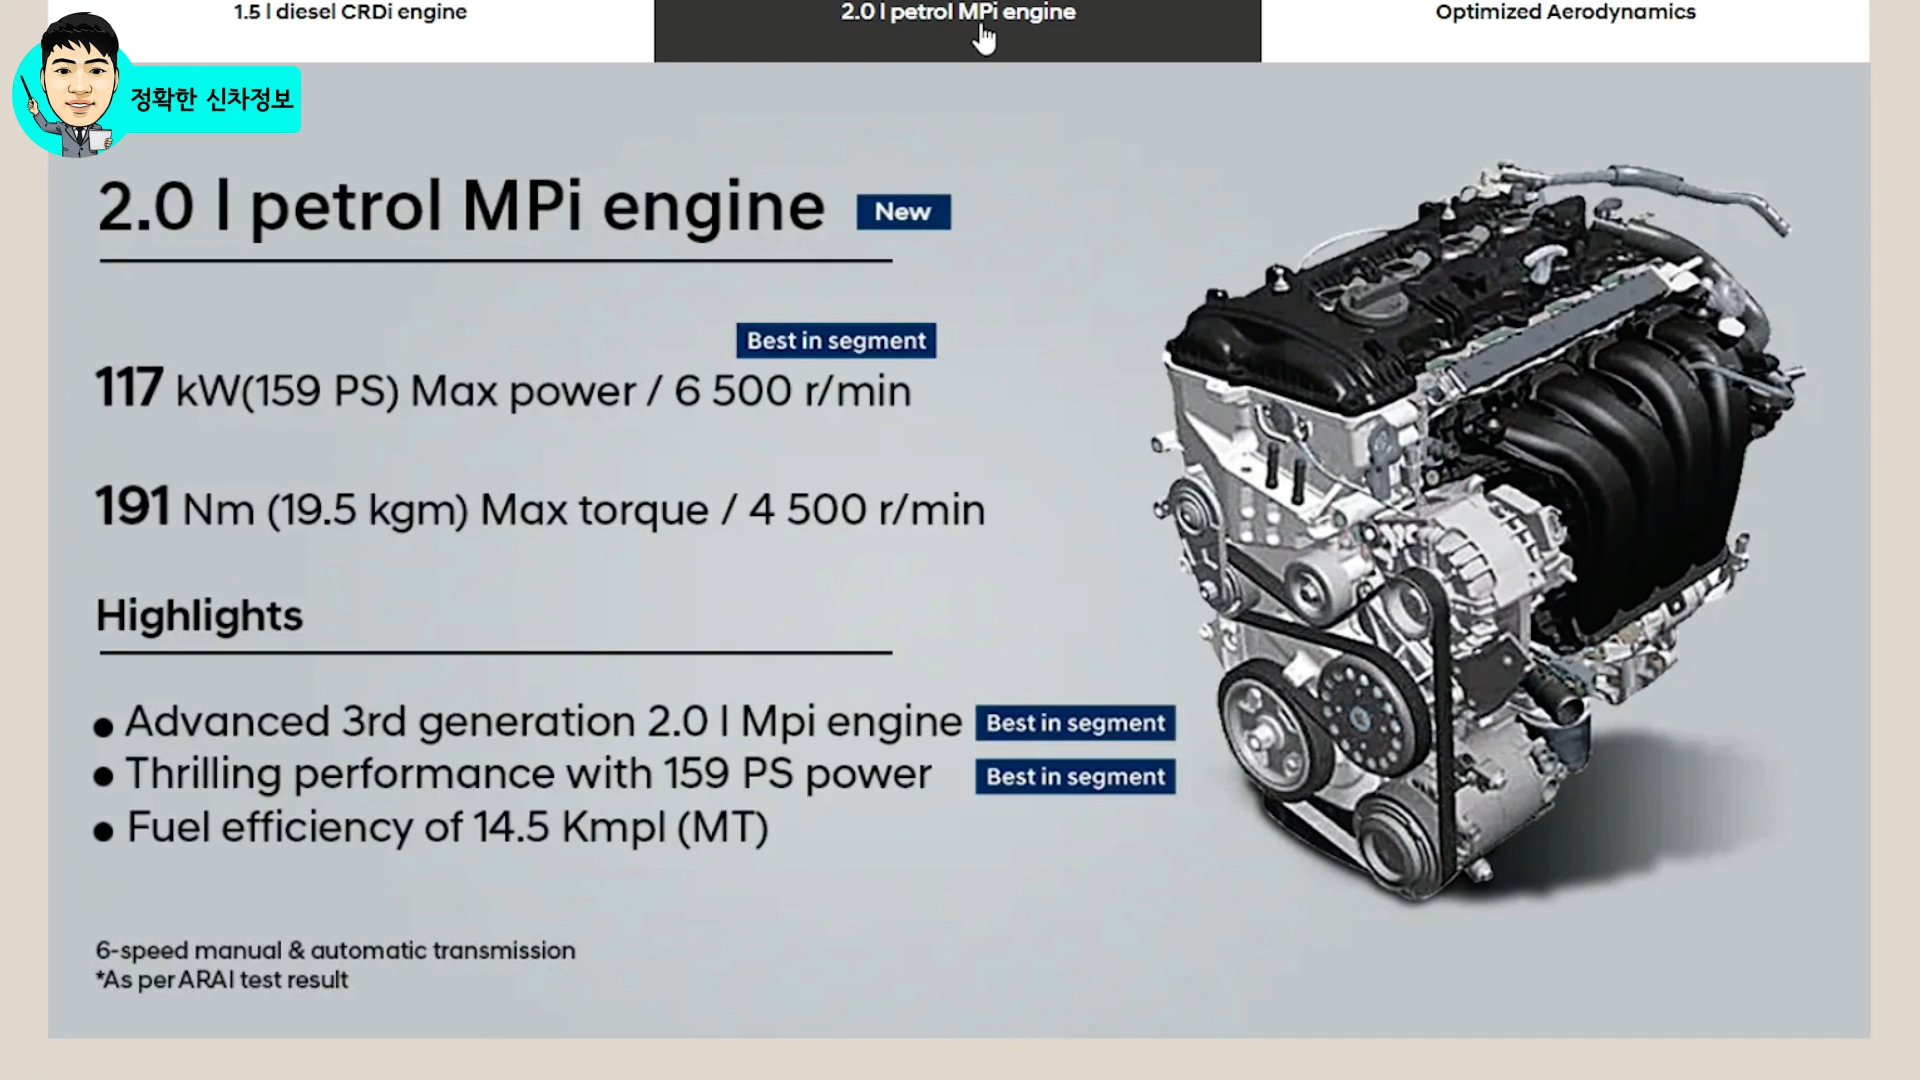 1.5 l diesel CRDi engine
2.0 l petrol MPi engine
Optimized Aerodynamics
정확한 신차정보
2.0 l petrol MPi engine New
Best in segment
117 kW(159 PS) Max power / 6 500 r/min
191 Nm (19.5 kgm) Max torque / 4 500 r/min
Highlights
● Advanced 3rd generation 2.0 l Mpi engine Best in segment
● Thrilling performance with 159 PS power Best in segment
● Fuel efficiency of 14.5 Kmpl (MT)
6-speed manual & automatic transmission
*As per ARAI test result